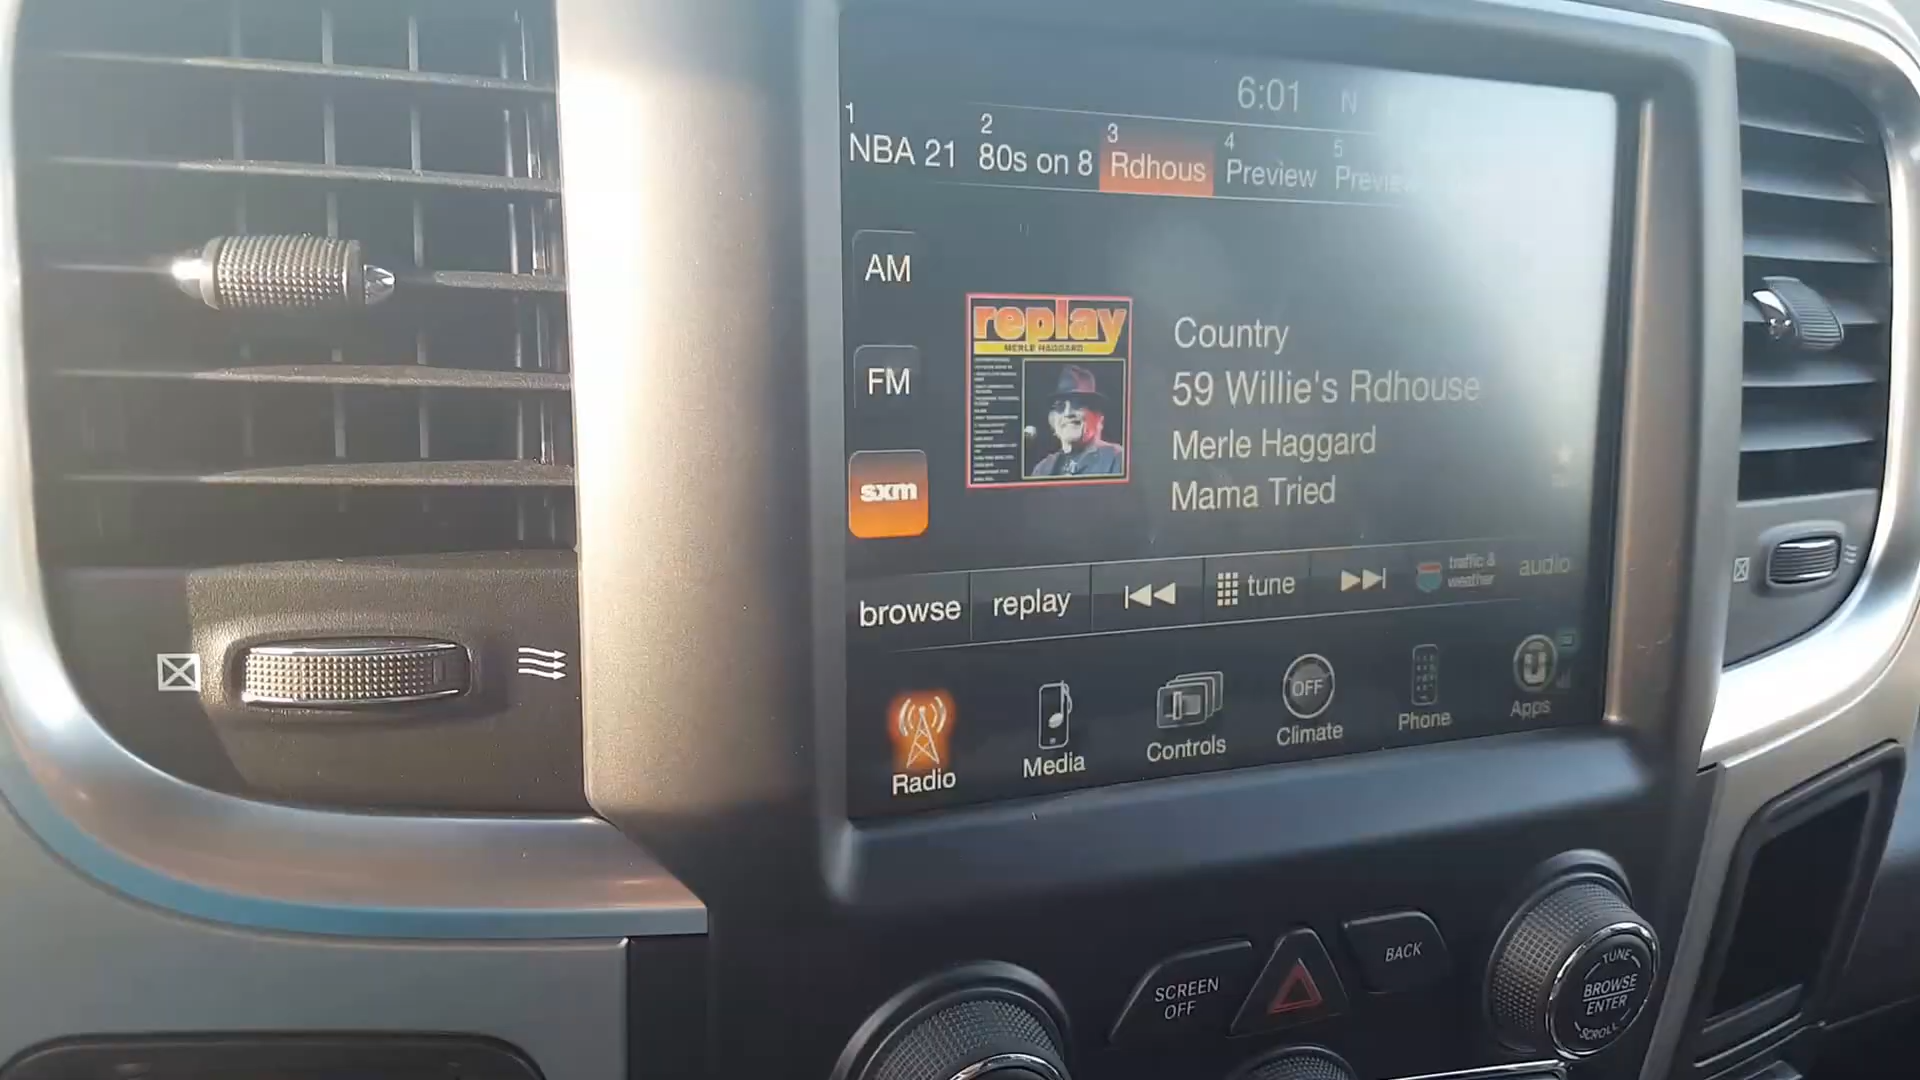 6:01 N
1
NBA 21
2
80s on 8
3
Rdhous
4
Preview
5
Preview
AM
FM
sxm
replay
MERLE HAGGARD
Country
59 Willie's Rdhouse
Merle Haggard
Mama Tried
browse
replay
tune
traffic & weather
audio
Radio
Media
Controls
OFF
Climate
Phone
Apps
SCREEN
OFF
BACK
TUNE
BROWSE
ENTER
SCROLL